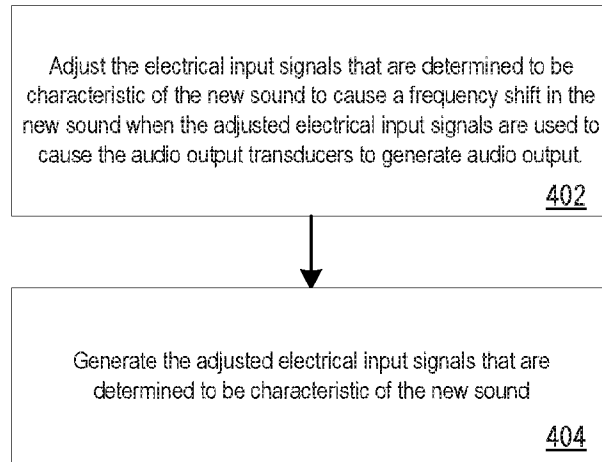 Adjust the electrical input signals that are determined to be
characteristic of the new sound to cause a frequency shift in the
new sound when the adjusted electrical input signals are used to
cause the audio output transducers to generate audio output.
402
Generate the adjusted electrical input signals that are
determined to be characteristic of the new sound
404